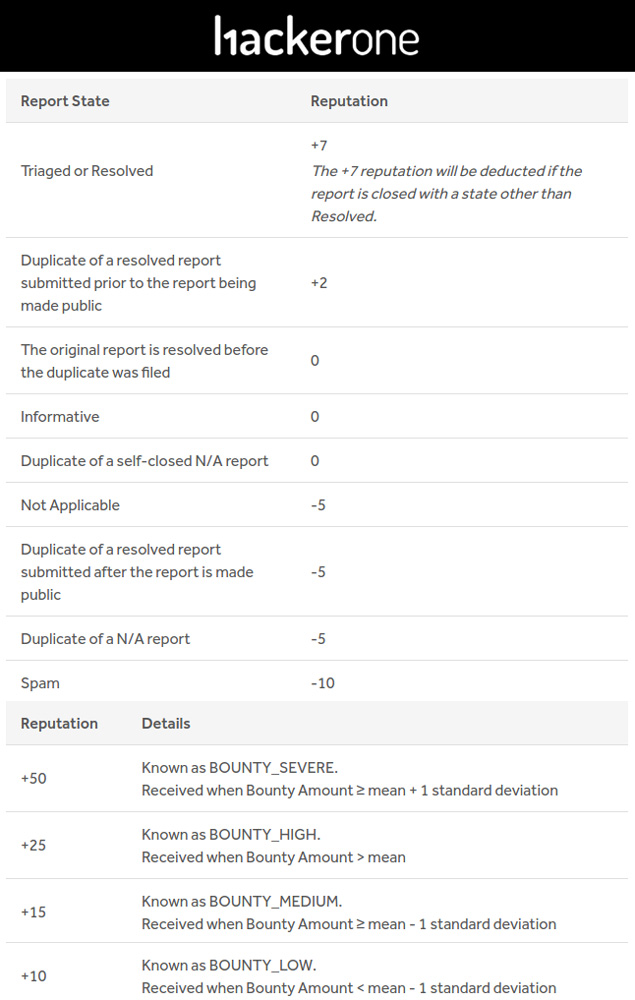 hackerone
Report State Reputation
Triaged or Resolved
+7
The +7 reputation will be deducted if the
report is closed with a state other than
Resolved.
Duplicate of a resolved report
submitted prior to the report being
made public
+2
The original report is resolved before
the duplicate was filed
0
Informative 0
Duplicate of a self-closed N/A report 0
Not Applicable -5
Duplicate of a resolved report
submitted after the report is made
public
-5
Duplicate of a N/A report -5
Spam -10
Reputation Details
+50
Known as BOUNTY_SEVERE.
Received when Bounty Amount ≥ mean + 1 standard deviation
+25
Known as BOUNTY_HIGH.
Received when Bounty Amount > mean
+15
Known as BOUNTY_MEDIUM.
Received when Bounty Amount ≥ mean - 1 standard deviation
+10
Known as BOUNTY_LOW.
Received when Bounty Amount < mean - 1 standard deviation